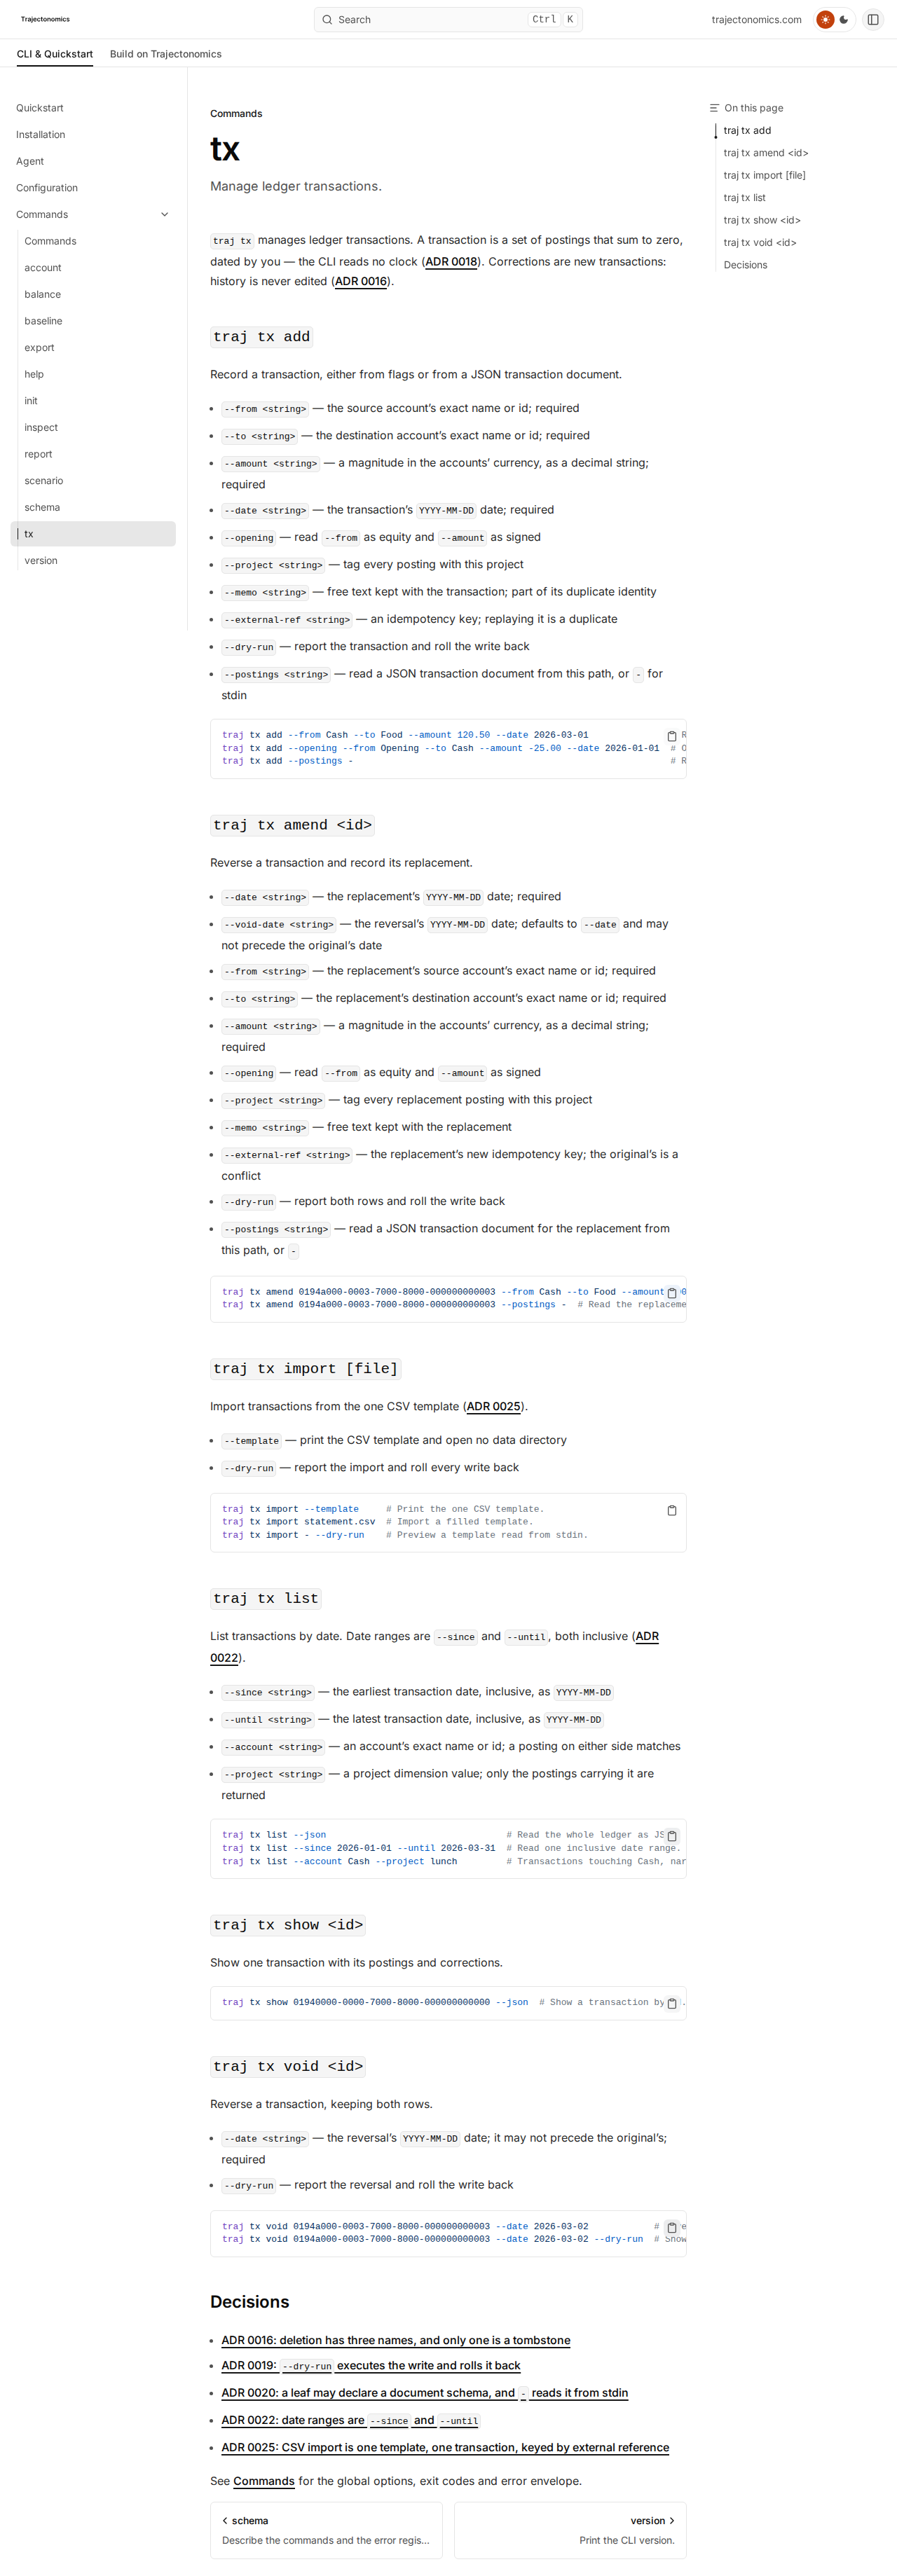 Trajectonomics
Search
Ctrl K
trajectonomics.com
CLI & Quickstart
Build on Trajectonomics
Quickstart
Installation
Agent
Configuration
Commands
Commands
account
balance
baseline
export
help
init
inspect
report
scenario
schema
tx
version
Commands
tx
Manage ledger transactions.
traj tx manages ledger transactions. A transaction is a set of postings that sum to zero,
dated by you — the CLI reads no clock (ADR 0018). Corrections are new transactions:
history is never edited (ADR 0016).
traj tx add
Record a transaction, either from flags or from a JSON transaction document.
--from <string> — the source account’s exact name or id; required
--to <string> — the destination account’s exact name or id; required
--amount <string> — a magnitude in the accounts’ currency, as a decimal string;
required
--date <string> — the transaction’s YYYY-MM-DD date; required
--opening — read --from as equity and --amount as signed
--project <string> — tag every posting with this project
--memo <string> — free text kept with the transaction; part of its duplicate identity
--external-ref <string> — an idempotency key; replaying it is a duplicate
--dry-run — report the transaction and roll the write back
--postings <string> — read a JSON transaction document from this path, or - for
stdin
traj tx add --from Cash --to Food --amount 120.50 --date 2026-03-01 # R
traj tx add --opening --from Opening --to Cash --amount -25.00 --date 2026-01-01 # O
traj tx add --postings - # R
traj tx amend <id>
Reverse a transaction and record its replacement.
--date <string> — the replacement’s YYYY-MM-DD date; required
--void-date <string> — the reversal’s YYYY-MM-DD date; defaults to --date and may
not precede the original’s date
--from <string> — the replacement’s source account’s exact name or id; required
--to <string> — the replacement’s destination account’s exact name or id; required
--amount <string> — a magnitude in the accounts’ currency, as a decimal string;
required
--opening — read --from as equity and --amount as signed
--project <string> — tag every replacement posting with this project
--memo <string> — free text kept with the replacement
--external-ref <string> — the replacement’s new idempotency key; the original’s is a
conflict
--dry-run — report both rows and roll the write back
--postings <string> — read a JSON transaction document for the replacement from
this path, or -
traj tx amend 0194a000-0003-7000-8000-000000000003 --from Cash --to Food --amount
traj tx amend 0194a000-0003-7000-8000-000000000003 --postings - # Read the replaceme
traj tx import [file]
Import transactions from the one CSV template (ADR 0025).
--template — print the CSV template and open no data directory
--dry-run — report the import and roll every write back
traj tx import --template # Print the one CSV template.
traj tx import statement.csv # Import a filled template.
traj tx import - --dry-run # Preview a template read from stdin.
traj tx list
List transactions by date. Date ranges are --since and --until, both inclusive (ADR
0022).
--since <string> — the earliest transaction date, inclusive, as YYYY-MM-DD
--until <string> — the latest transaction date, inclusive, as YYYY-MM-DD
--account <string> — an account’s exact name or id; a posting on either side matches
--project <string> — a project dimension value; only the postings carrying it are
returned
traj tx list --json # Read the whole ledger as JS
traj tx list --since 2026-01-01 --until 2026-03-31 # Read one inclusive date range.
traj tx list --account Cash --project lunch # Transactions touching Cash, nar
traj tx show <id>
Show one transaction with its postings and corrections.
traj tx show 01940000-0000-7000-8000-000000000000 --json # Show a transaction by
traj tx void <id>
Reverse a transaction, keeping both rows.
--date <string> — the reversal’s YYYY-MM-DD date; it may not precede the original’s;
required
--dry-run — report the reversal and roll the write back
traj tx void 0194a000-0003-7000-8000-000000000003 --date 2026-03-02 #
traj tx void 0194a000-0003-7000-8000-000000000003 --date 2026-03-02 --dry-run # Show
Decisions
ADR 0016: deletion has three names, and only one is a tombstone
ADR 0019: --dry-run executes the write and rolls it back
ADR 0020: a leaf may declare a document schema, and - reads it from stdin
ADR 0022: date ranges are --since and --until
ADR 0025: CSV import is one template, one transaction, keyed by external reference
See Commands for the global options, exit codes and error envelope.
schema
Describe the commands and the error regis...
version
Print the CLI version.
On this page
traj tx add
traj tx amend <id>
traj tx import [file]
traj tx list
traj tx show <id>
traj tx void <id>
Decisions